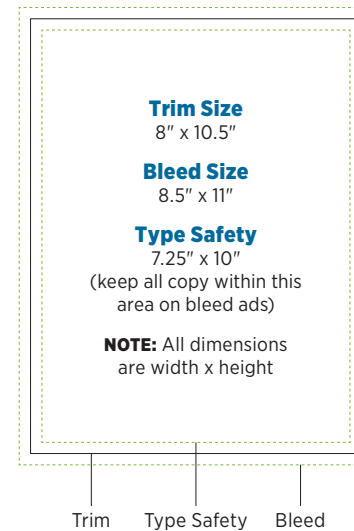 Trim Size
8" x 10.5"
Bleed Size
8.5" x 11"
Type Safety
7.25" x 10"
(keep all copy within this
area on bleed ads)
NOTE: All dimensions
are width x height
Trim Type Safety Bleed